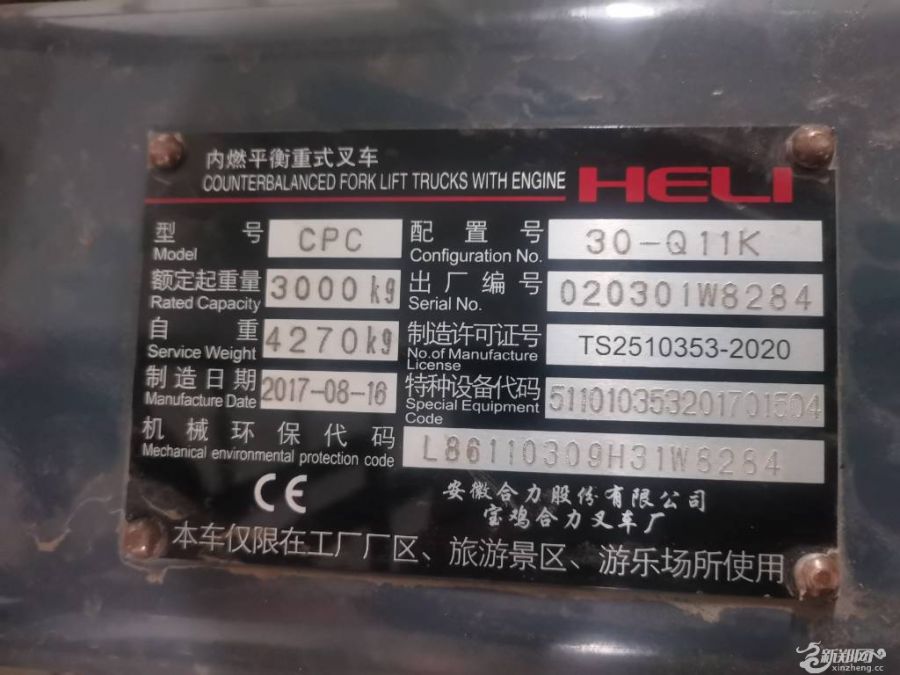 内燃平衡重式叉车
COUNTERBALANCED FORK LIFT TRUCKS WITH ENGINE HELI
型号 Model CPC 配置号 Configuration No. 30-Q11K
额定起重量 Rated Capacity 3000kg 出厂编号 Serial No. 020301W8284
自重 Service Weight 4270kg 制造许可证号 No.of Manufacture License TS2510353-2020
制造日期 Manufacture Date 2017-08-16 特种设备代码 Special Equipment Code 511010353201701504
机械环保代码 Mechanical environmental protection code L86110309H31W8284
CE 安徽合力股份有限公司
宝鸡合力叉车厂
本车仅限在工厂厂区、旅游景区、游乐场所使用
新郑网
xinzheng.cc